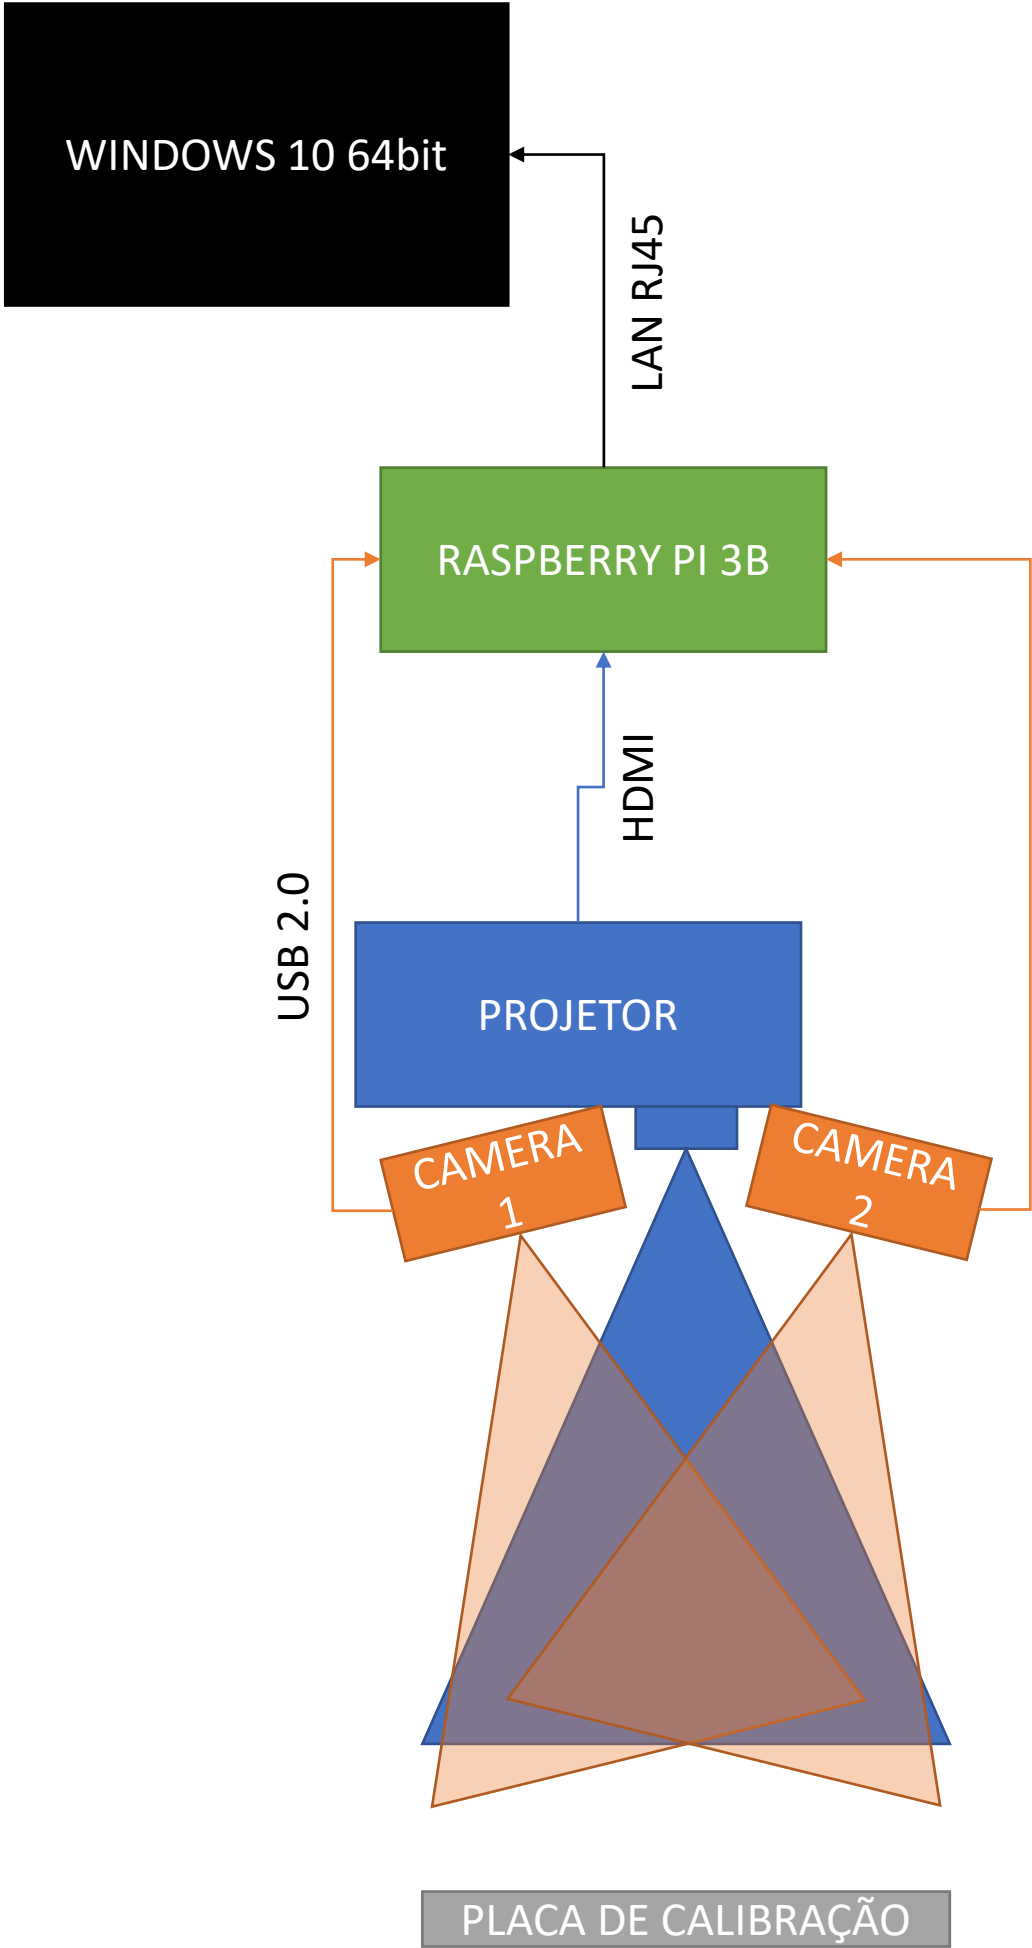 WINDOWS 10 64bit
LAN RJ45
RASPBERRY PI 3B
HDMI
USB 2.0
PROJETOR
CAMERA
1
CAMERA
2
PLACA DE CALIBRAÇÃO